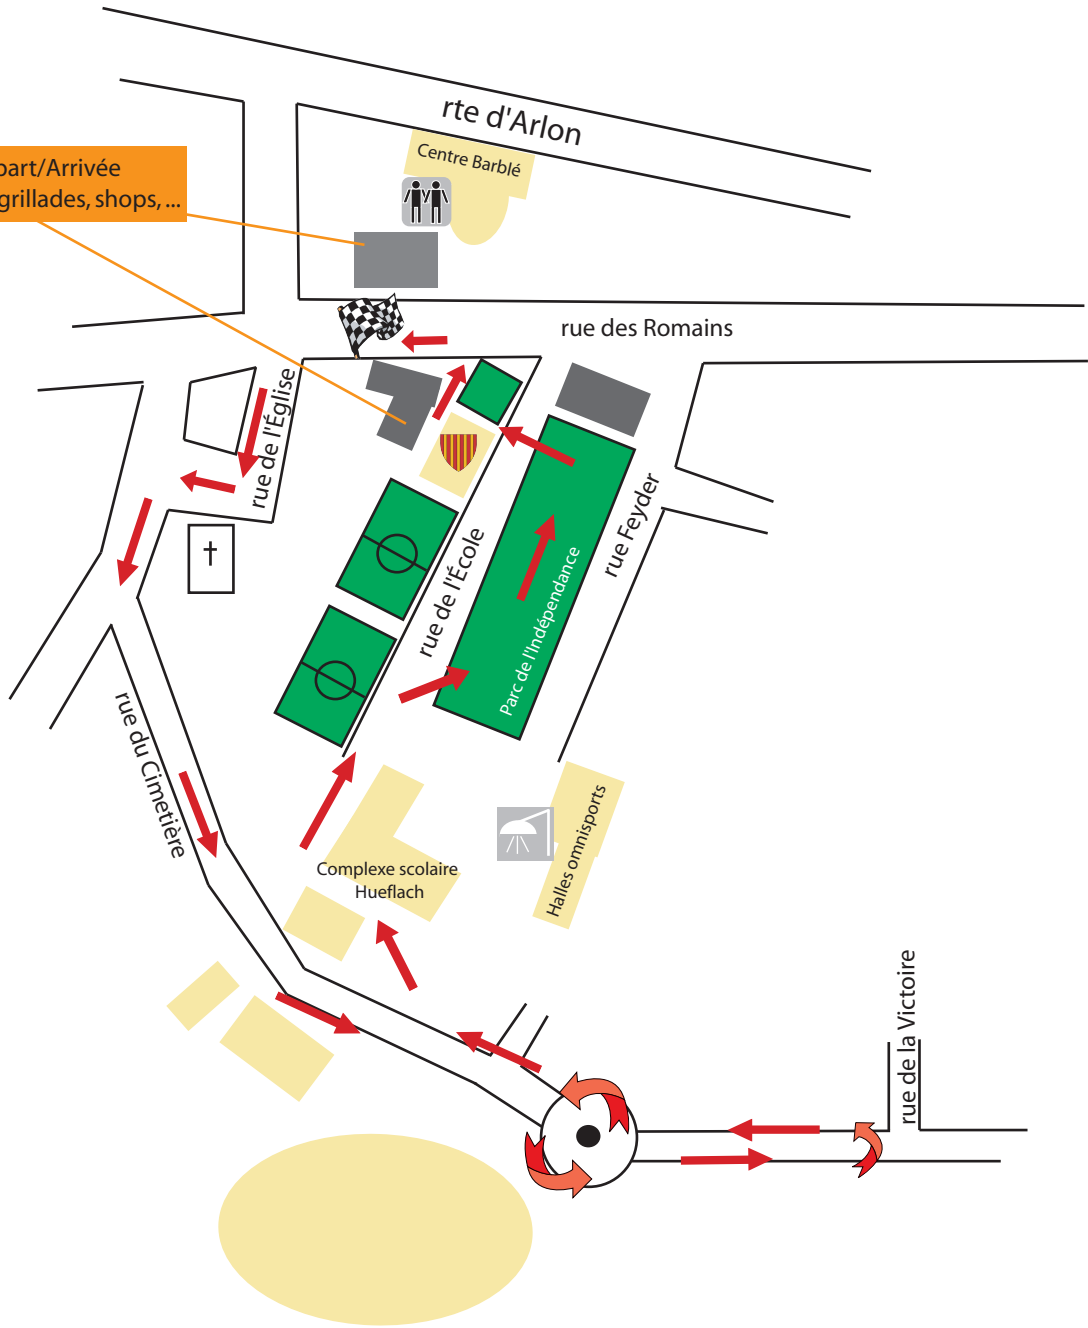 rte d'Arlon
Centre Barblé
part/Arrivée
grillades, shops, ...
rue des Romains
rue de l'Église
rue de l'École
rue Feyder
Parc de l'Indépendance
rue du Cimetière
Complexe scolaire
Hueflach
Halles omnisports
rue de la Victoire